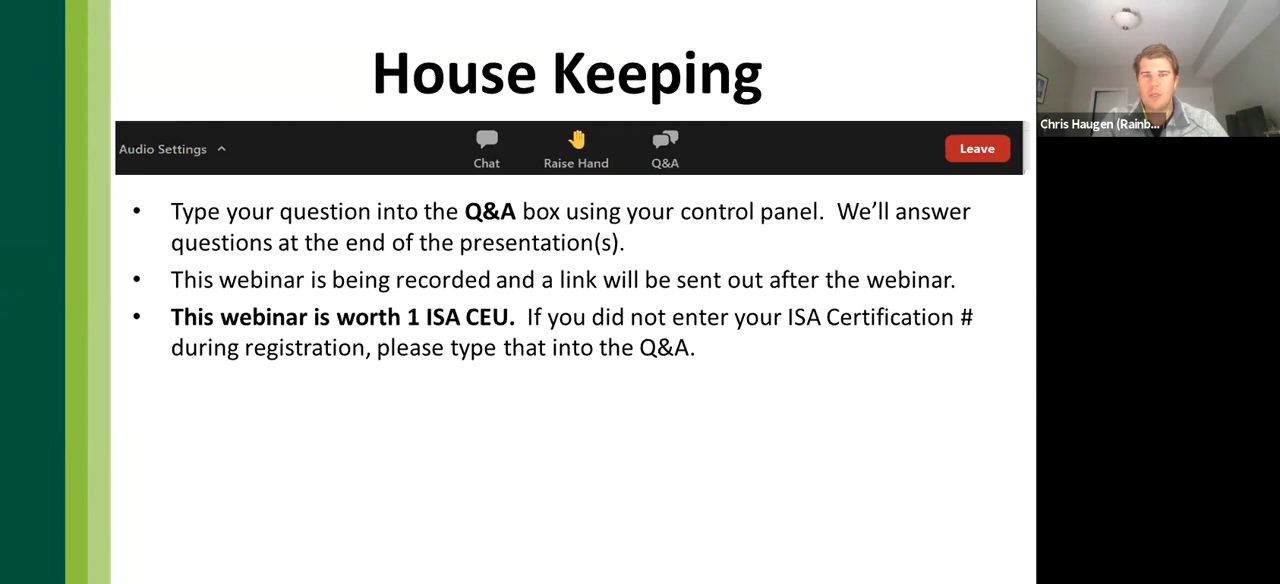 House Keeping
Chris Haugen (Rainb...
Audio Settings
Chat
Raise Hand
Q&A
Leave
• Type your question into the Q&A box using your control panel.  We’ll answer
questions at the end of the presentation(s).
• This webinar is being recorded and a link will be sent out after the webinar.
• This webinar is worth 1 ISA CEU.  If you did not enter your ISA Certification #
during registration, please type that into the Q&A.